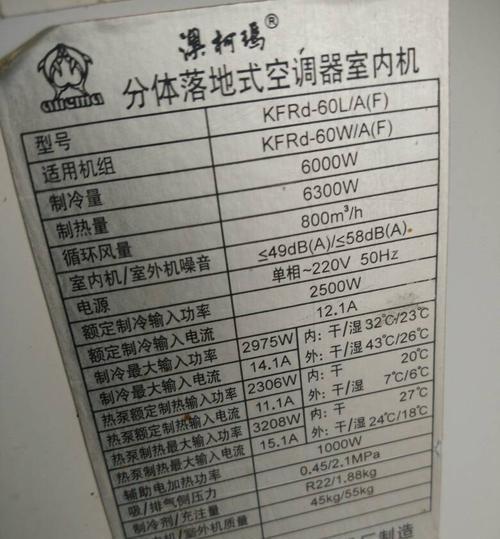 澳柯玛®
aucma
分体落地式空调器室内机
型号 KFRd-60L/A(F)
适用机组 KFRd-60W/A(F)
制冷量 6000W
制热量 6300W
循环风量 800m³/h
室内机/室外机噪音 ≤49dB(A)/≤58dB(A)
电源 单相~220V 50Hz
额定制冷输入功率 2500W
额定制冷输入电流 12.1A
制冷最大输入功率 2975W 内：干/湿 32℃/23℃
制冷最大输入电流 14.1A 外：干/湿 43℃/26℃
热泵额定制热输入功率 2306W 内：干 20℃
热泵额定制热输入电流 11.1A 外：干/湿 7℃/6℃
热泵制热最大输入功率 3208W 内：干 27℃
热泵制热最大输入电流 15.1A 外：干/湿 24℃/18℃
辅助电加热功率 1000W
吸/排气侧压力 0.45/2.1MPa
制冷剂/充注量 R22/1.88kg
机/室外机质量 45kg/55kg
厂制造